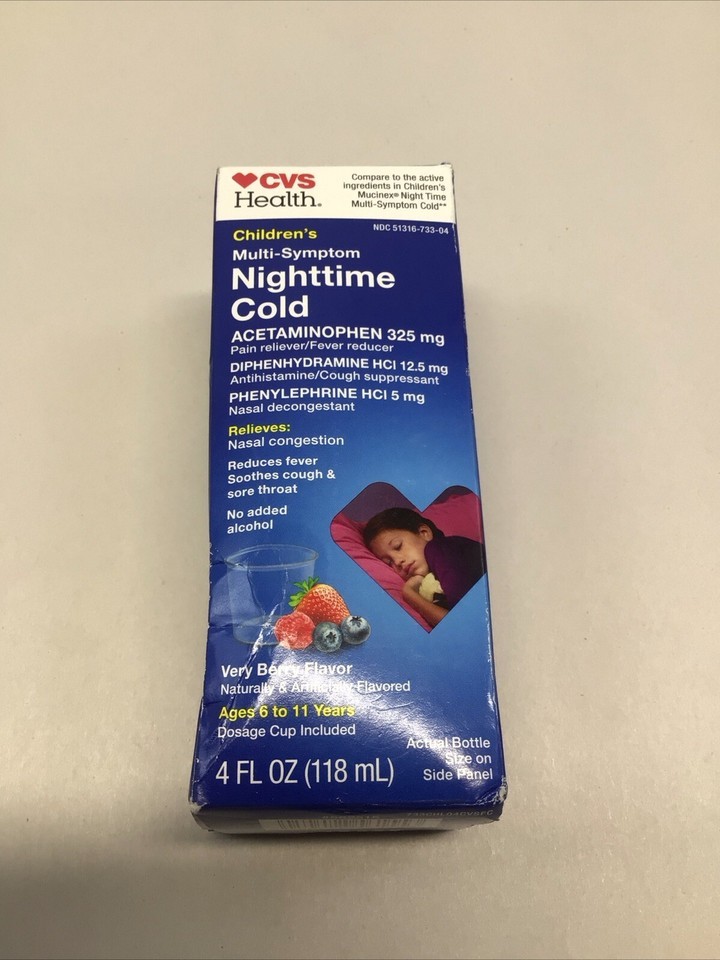 CVS
Health.
Compare to the active
ingredients in Children's
Mucinex® Night Time
Multi-Symptom Cold**
NDC 51316-733-04
Children's
Multi-Symptom
Nighttime
Cold
ACETAMINOPHEN 325 mg
Pain reliever/Fever reducer
DIPHENHYDRAMINE HCl 12.5 mg
Antihistamine/Cough suppressant
PHENYLEPHRINE HCl 5 mg
Nasal decongestant
Relieves:
Nasal congestion
Reduces fever
Soothes cough &
sore throat
No added
alcohol
Very Berry Flavor
Naturally & Artificially Flavored
Ages 6 to 11 Years
Dosage Cup Included
4 FL OZ (118 mL)
Actual Bottle
Size on
Side Panel